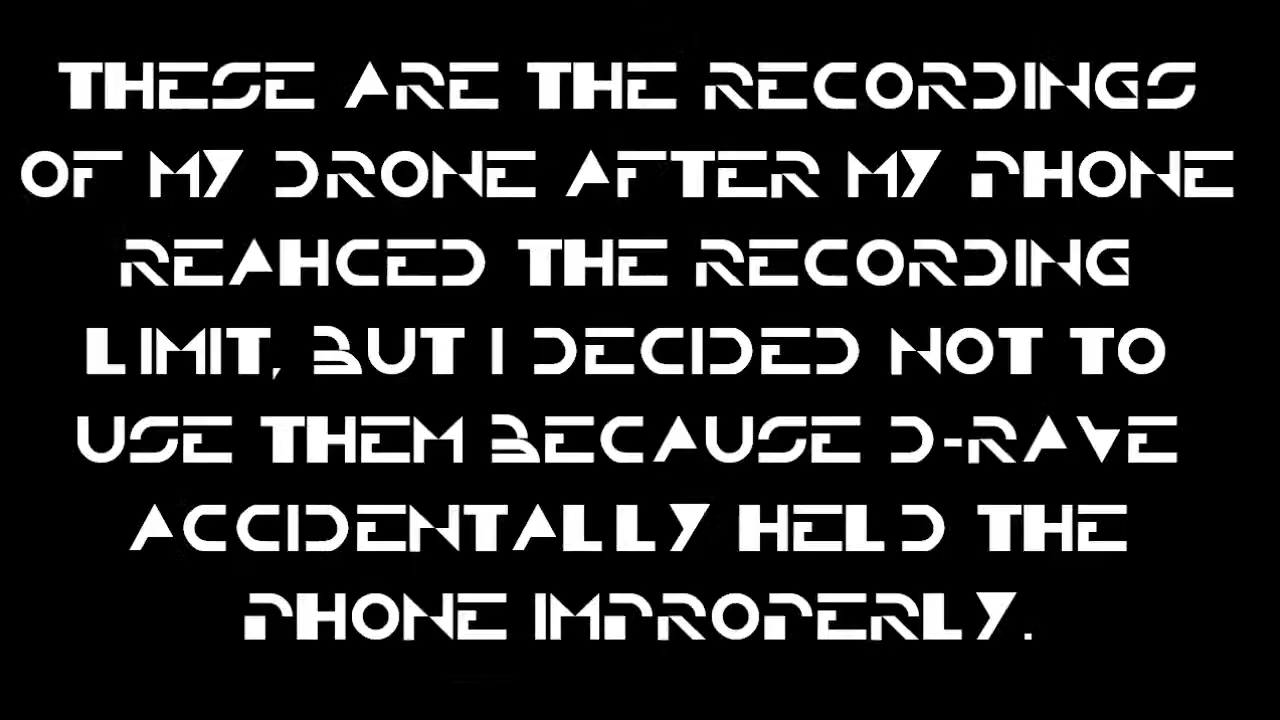 THESE ARE THE RECORDINGS
OF MY DRONE AFTER MY PHONE
REAHCED THE RECORDING
LIMIT, BUT I DECIDED NOT TO
USE THEM BECAUSE D-RAVE
ACCIDENTALLY HELD THE
PHONE IMPROPERLY.